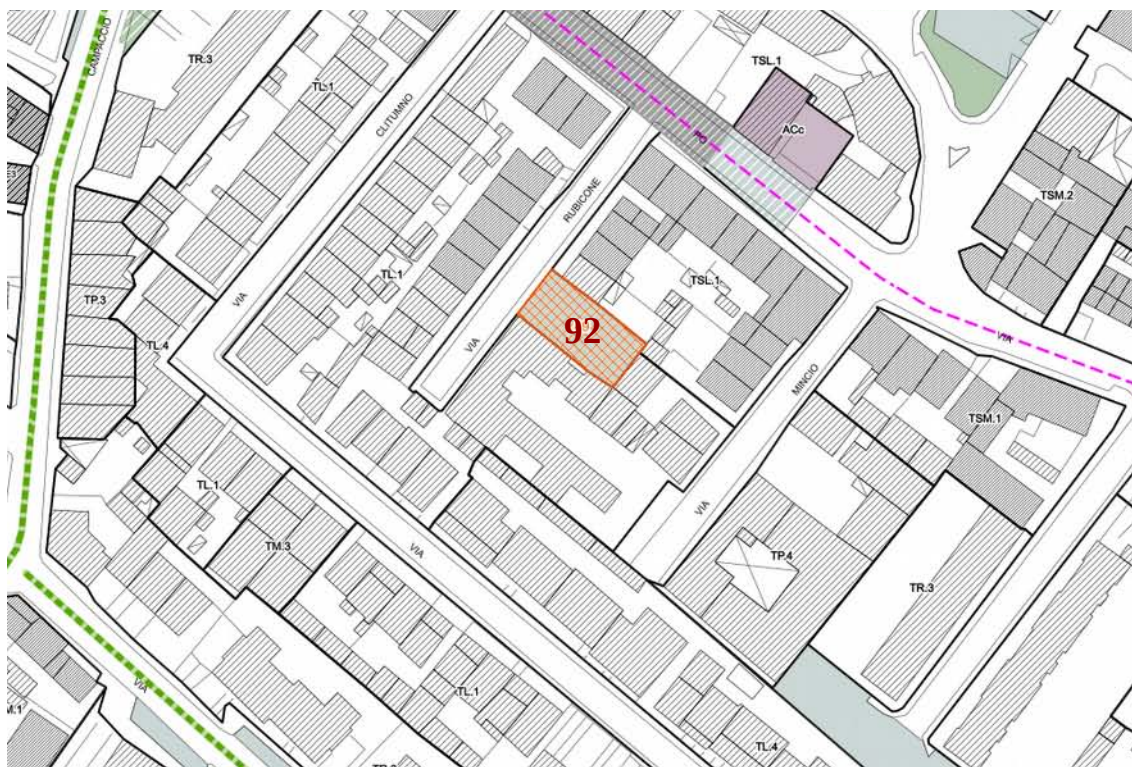 CAMPACCIO
TR.3
TL.1
CLITUMNO
TSL.1
ACc
RUBICONE
TSM.2
TL.1
TSL.1
TP.3
VIA
TL.4
VIA
92
VIA
MINCIO
TSM.1
TL.1
VIA
TM.3
VIA
TP.4
TR.3
VIA
TL.1
M.1
TL.4